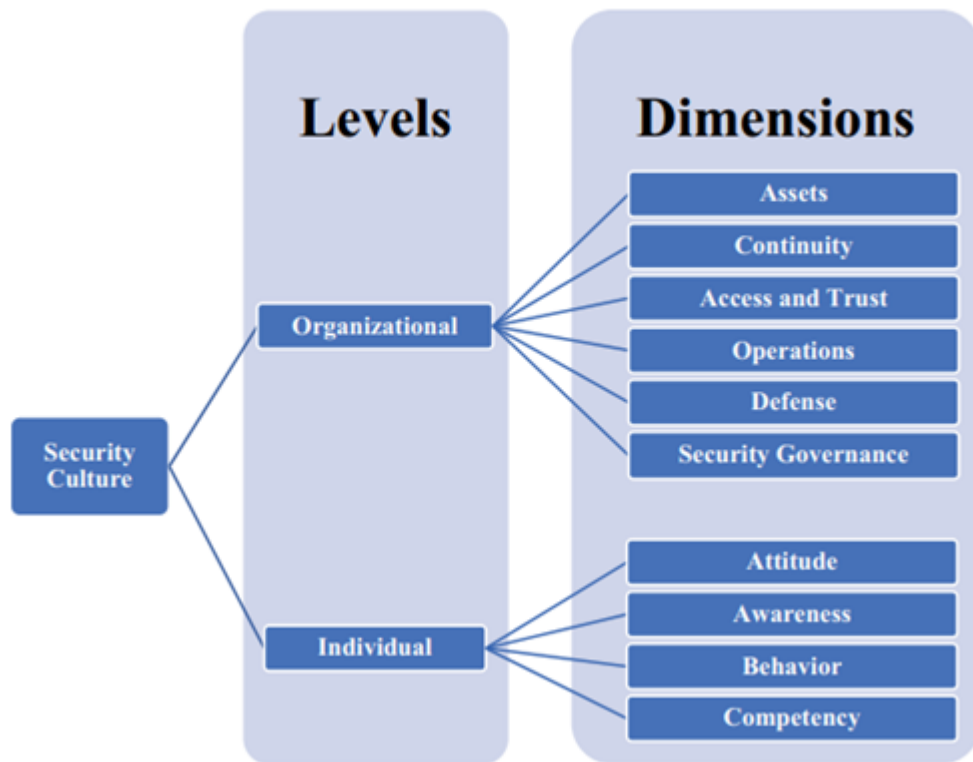 Levels
Dimensions
Assets
Continuity
Access and Trust
Organizational
Operations
Defense
Security Governance
Security
Culture
Attitude
Awareness
Individual
Behavior
Competency